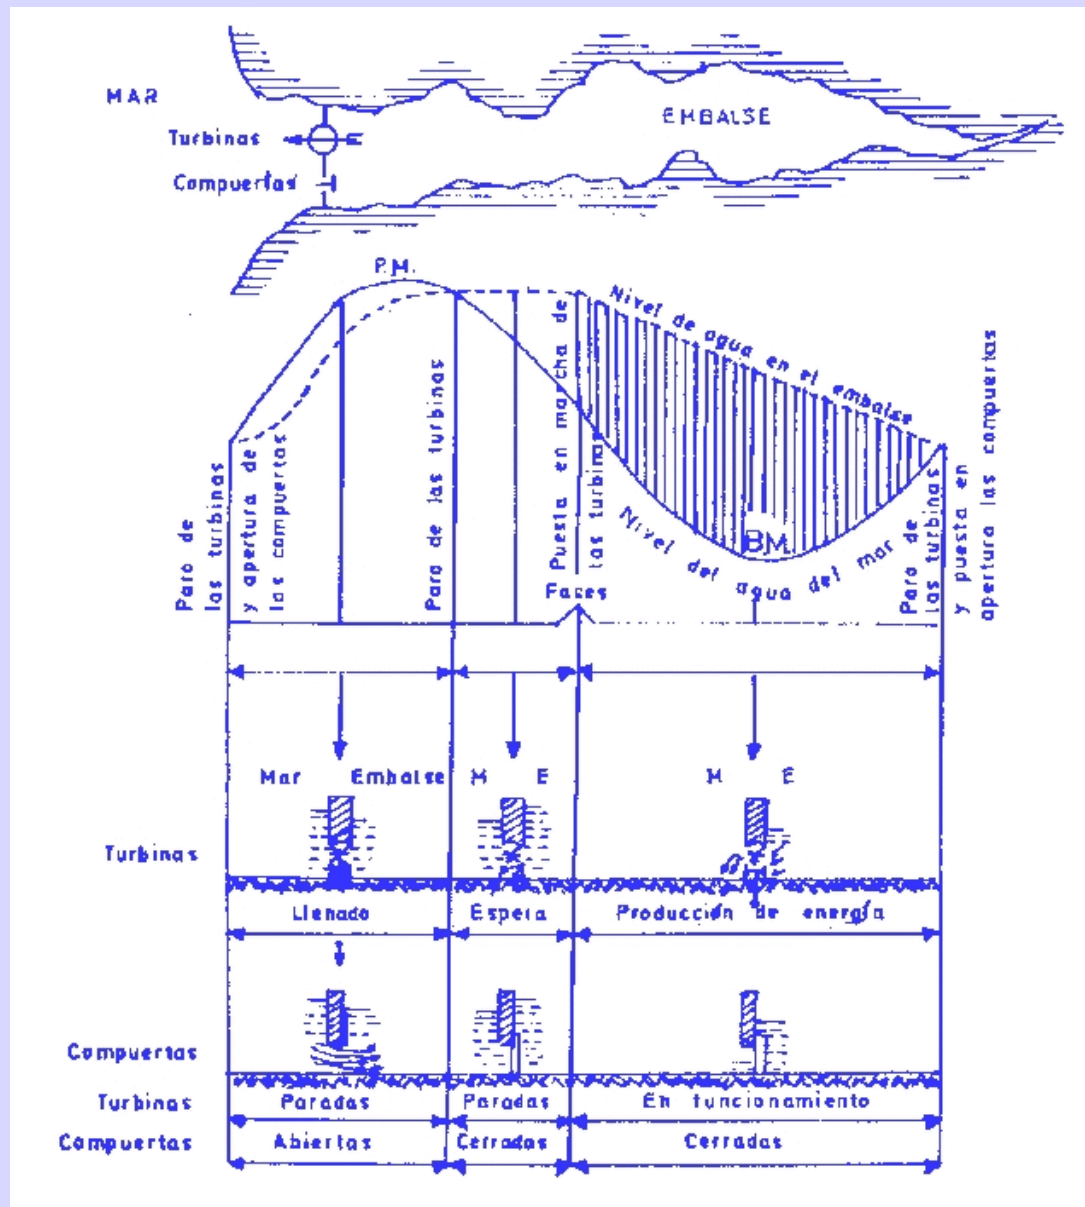 MAR
EMBALSE
Turbinas
Compuertas
P.M.
Nivel de agua en el embalse
Paro de
las turbinas
y apertura de
las compuertas
Paro de las turbinas
Puesta en marcha de
las turbinas
BM.
Nivel del agua del mar
Fases
Paro de
las turbinas
y puesta en
apertura las compuertas
Mar Embalse M E M E
Turbinas
Llenado Espera Producción de energía
Compuertas
Turbinas Paradas Paradas En funcionamiento
Compuertas Abiertas Cerradas Cerradas